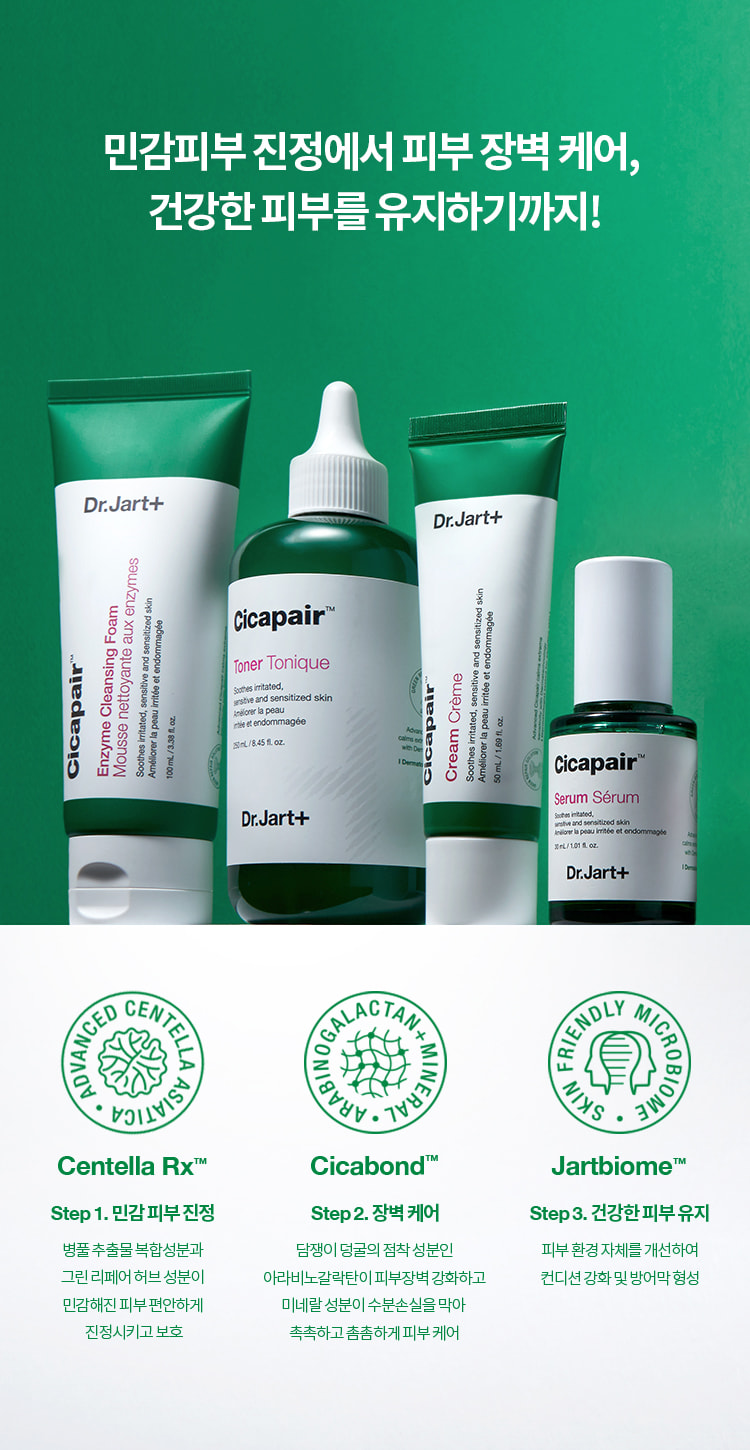 민감피부 진정에서 피부 장벽 케어,
건강한 피부를 유지하기까지!
Dr.Jart+
Cicapair™
Enzyme Cleansing Foam
Mousse nettoyante aux enzymes
Soothes irritated, sensitive and sensitized skin
Améliorer la peau irritée et endommagée
100 mL / 3.38 fl. oz.
Cicapair™
Toner Tonique
Soothes irritated,
sensitive and sensitized skin
Améliorer la peau
irritée et endommagée
250 mL / 8.45 fl. oz.
Dr.Jart+
Dr.Jart+
Cicapair™
Cream Crème
Soothes irritated, sensitive and sensitized skin
Améliorer la peau irritée et endommagée
50 mL / 1.69 fl. oz.
Cicapair™
Serum Sérum
Soothes irritated,
sensitive and sensitized skin
Améliorer la peau irritée et endommagée
30 mL / 1.01 fl. oz.
Dr.Jart+
ADVANCED CENTELLA ASIATICA •
Centella Rx™
Step 1. 민감 피부 진정
병풀 추출물 복합성분과
그린 리페어 허브 성분이
민감해진 피부 편안하게
진정시키고 보호
ARABINOGALACTAN+MINERAL •
Cicabond™
Step 2. 장벽 케어
담쟁이 덩굴의 점착 성분인
아라비노갈락탄이 피부장벽 강화하고
미네랄 성분이 수분손실을 막아
촉촉하고 촘촘하게 피부 케어
SKIN FRIENDLY MICROBIOME •
Jartbiome™
Step 3. 건강한 피부 유지
피부 환경 자체를 개선하여
컨디션 강화 및 방어막 형성